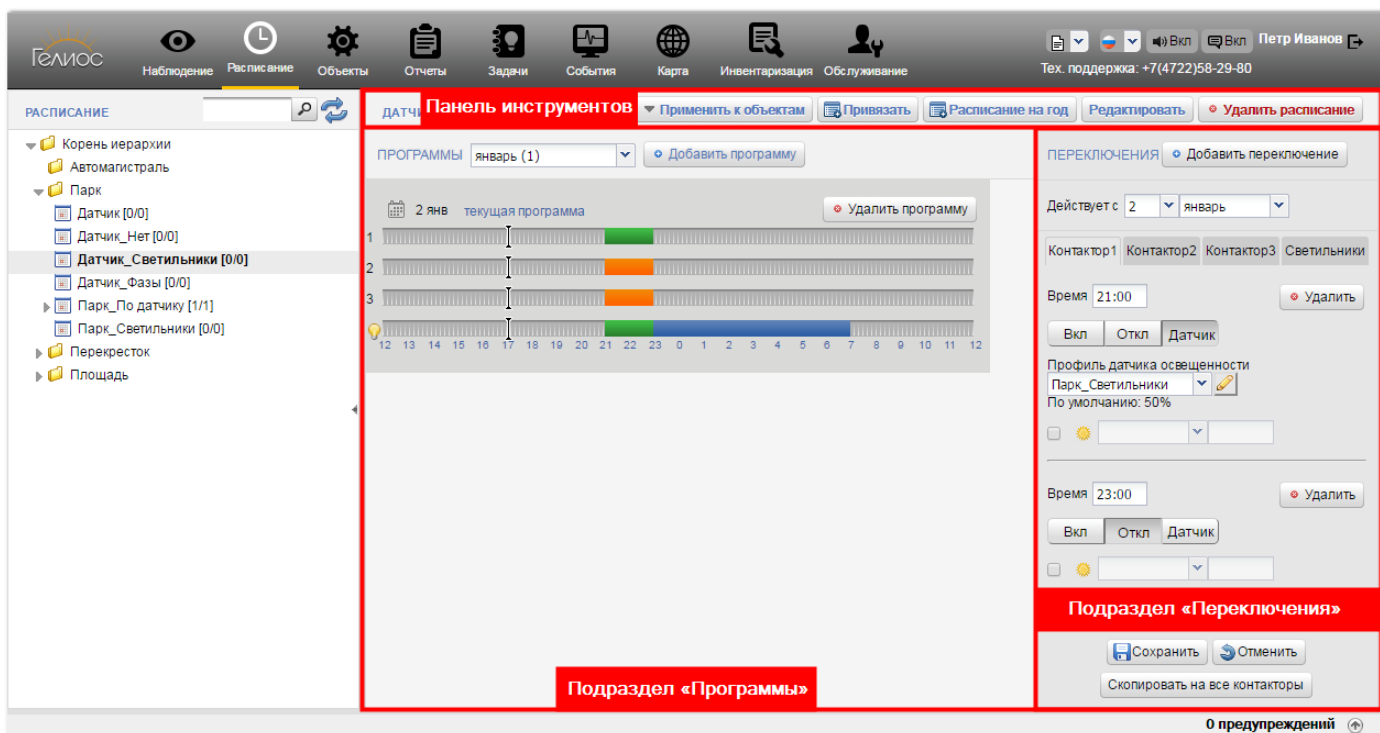 Гелиос
Наблюдение Расписание Объекты Отчеты Задачи События Карта Инвентаризация Обслуживание
Вкл Вкл Петр Иванов
Тех. поддержка: +7(4722)58-29-80
РАСПИСАНИЕ
Корень иерархии
Автомагистраль
Парк
Датчик [0/0]
Датчик_Нет [0/0]
Датчик_Светильники [0/0]
Датчик_Фазы [0/0]
Парк_По датчику [1/1]
Парк_Светильники [0/0]
Перекресток
Площадь
Панель инструментов Применить к объектам Привязать Расписание на год Редактировать Удалить расписание
ПРОГРАММЫ январь (1) Добавить программу
2 янв текущая программа Удалить программу
1
2
3
12 13 14 15 16 17 18 19 20 21 22 23 0 1 2 3 4 5 6 7 8 9 10 11 12
Подраздел «Программы»
ПЕРЕКЛЮЧЕНИЯ Добавить переключение
Действует с 2 январь
Контактор1 Контактор2 Контактор3 Светильники
Время 21:00 Удалить
Вкл Откл Датчик
Профиль датчика освещенности
Парк_Светильники
По умолчанию: 50%
Время 23:00 Удалить
Вкл Откл Датчик
Подраздел «Переключения»
Сохранить Отменить
Скопировать на все контакторы
0 предупреждений